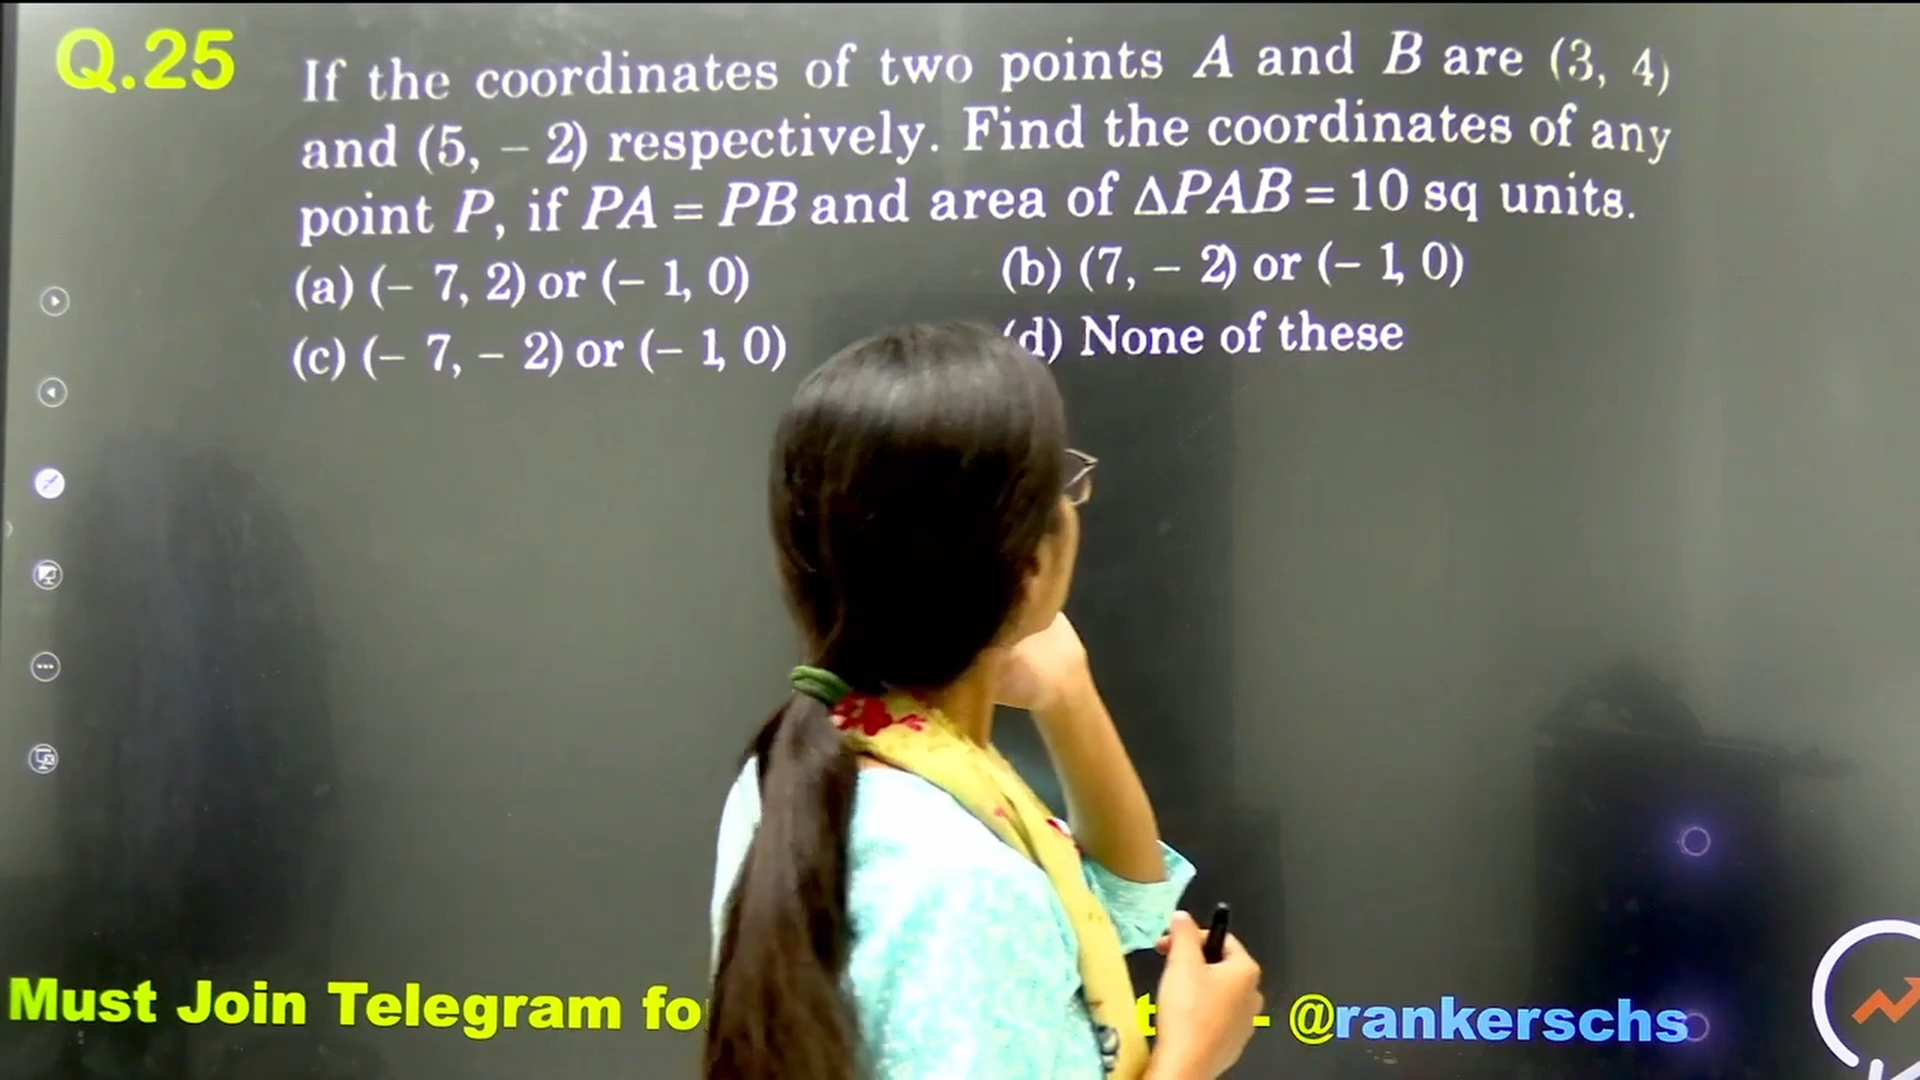 Q.25
If the coordinates of two points A and B are (3, 4)
and (5, – 2) respectively. Find the coordinates of any
point P, if PA = PB and area of ΔPAB = 10 sq units.
(a) (– 7, 2) or (– 1, 0) (b) (7, – 2) or (– 1, 0)
(c) (– 7, – 2) or (– 1, 0) (d) None of these
Must Join Telegram - @rankerschs